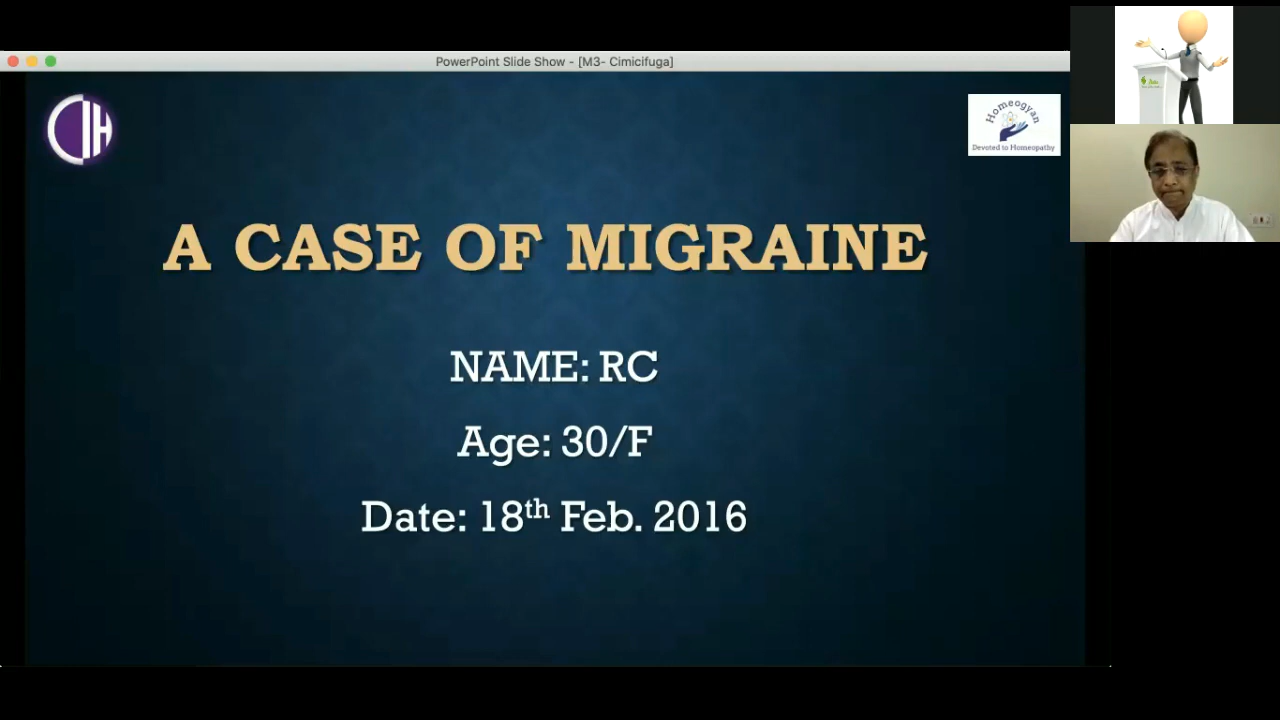 PowerPoint Slide Show - [M3- Cimicifuga]
CIH
Homeogyan
Devoted to Homeopathy
A CASE OF MIGRAINE
NAME: RC
Age: 30/F
Date: 18th Feb. 2016